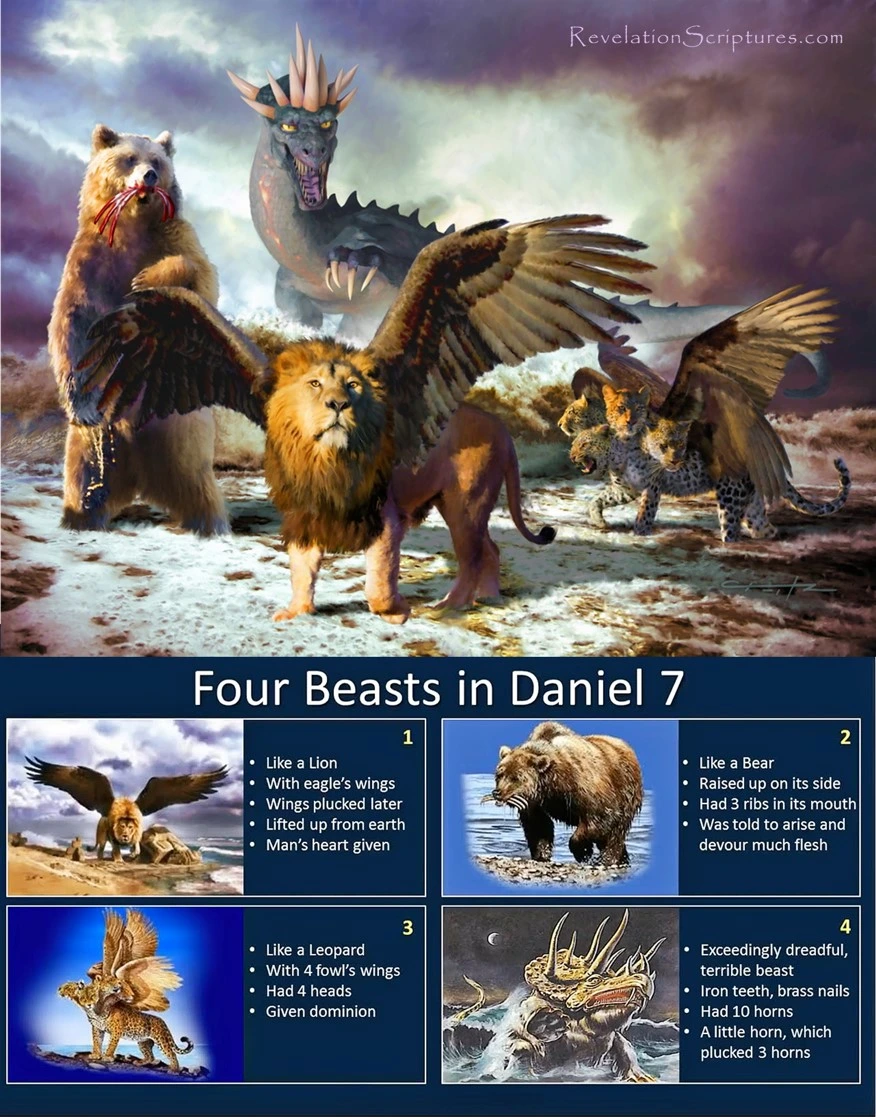 RevelationScriptures.com
Four Beasts in Daniel 7
1
• Like a Lion
• With eagle's wings
• Wings plucked later
• Lifted up from earth
• Man's heart given
2
• Like a Bear
• Raised up on its side
• Had 3 ribs in its mouth
• Was told to arise and
devour much flesh
3
• Like a Leopard
• With 4 fowl's wings
• Had 4 heads
• Given dominion
4
• Exceedingly dreadful,
terrible beast
• Iron teeth, brass nails
• Had 10 horns
• A little horn, which
plucked 3 horns